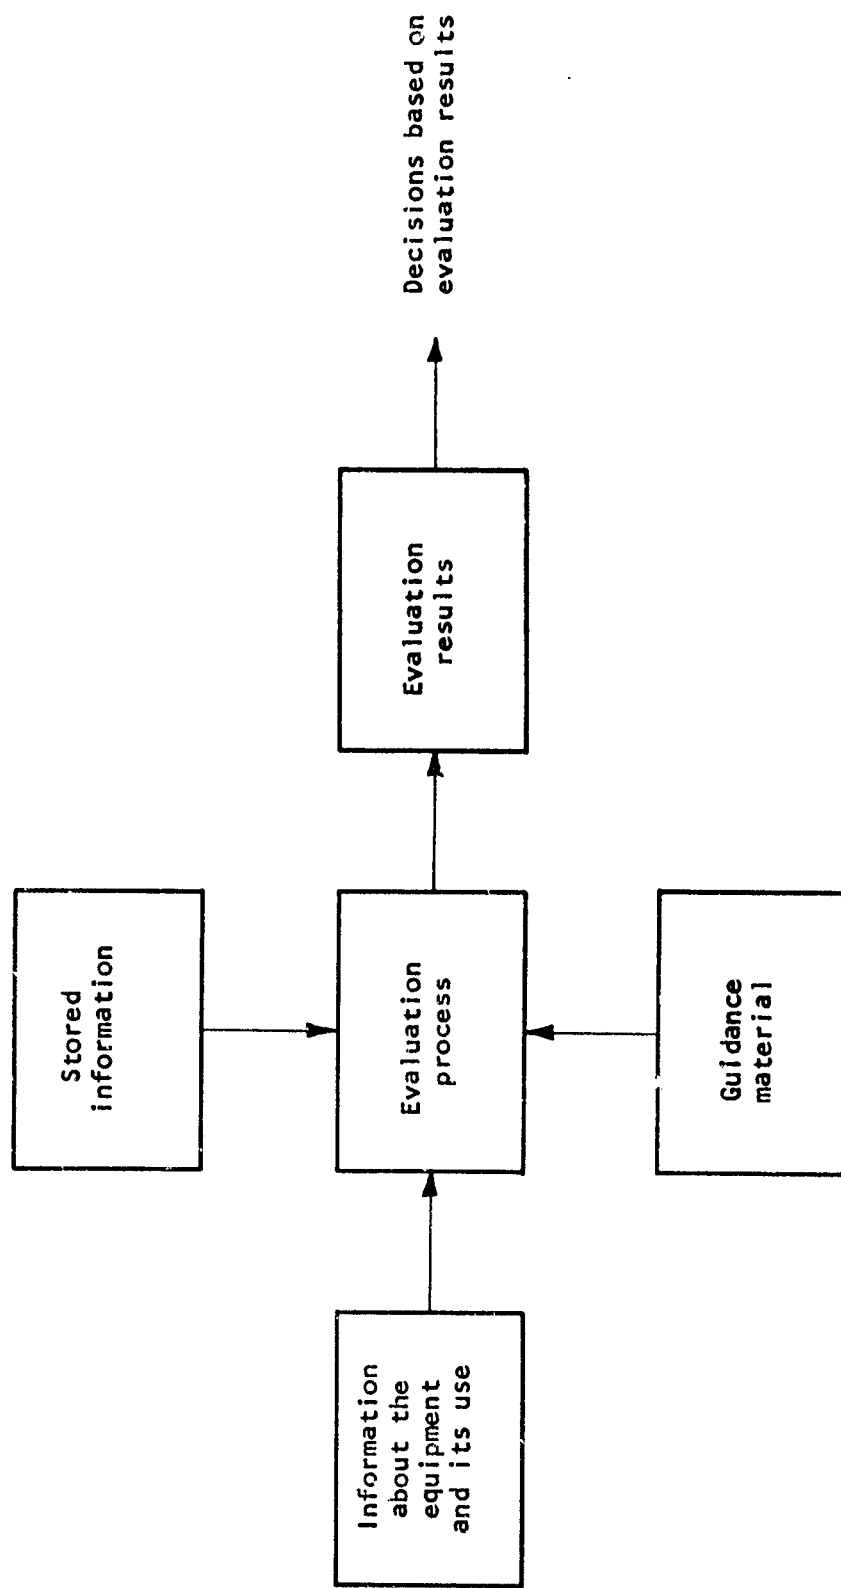 Stored
information
Information
about the
equipment
and its use
Evaluation
process
Evaluation
results
Decisions based on
evaluation results
Guidance
material